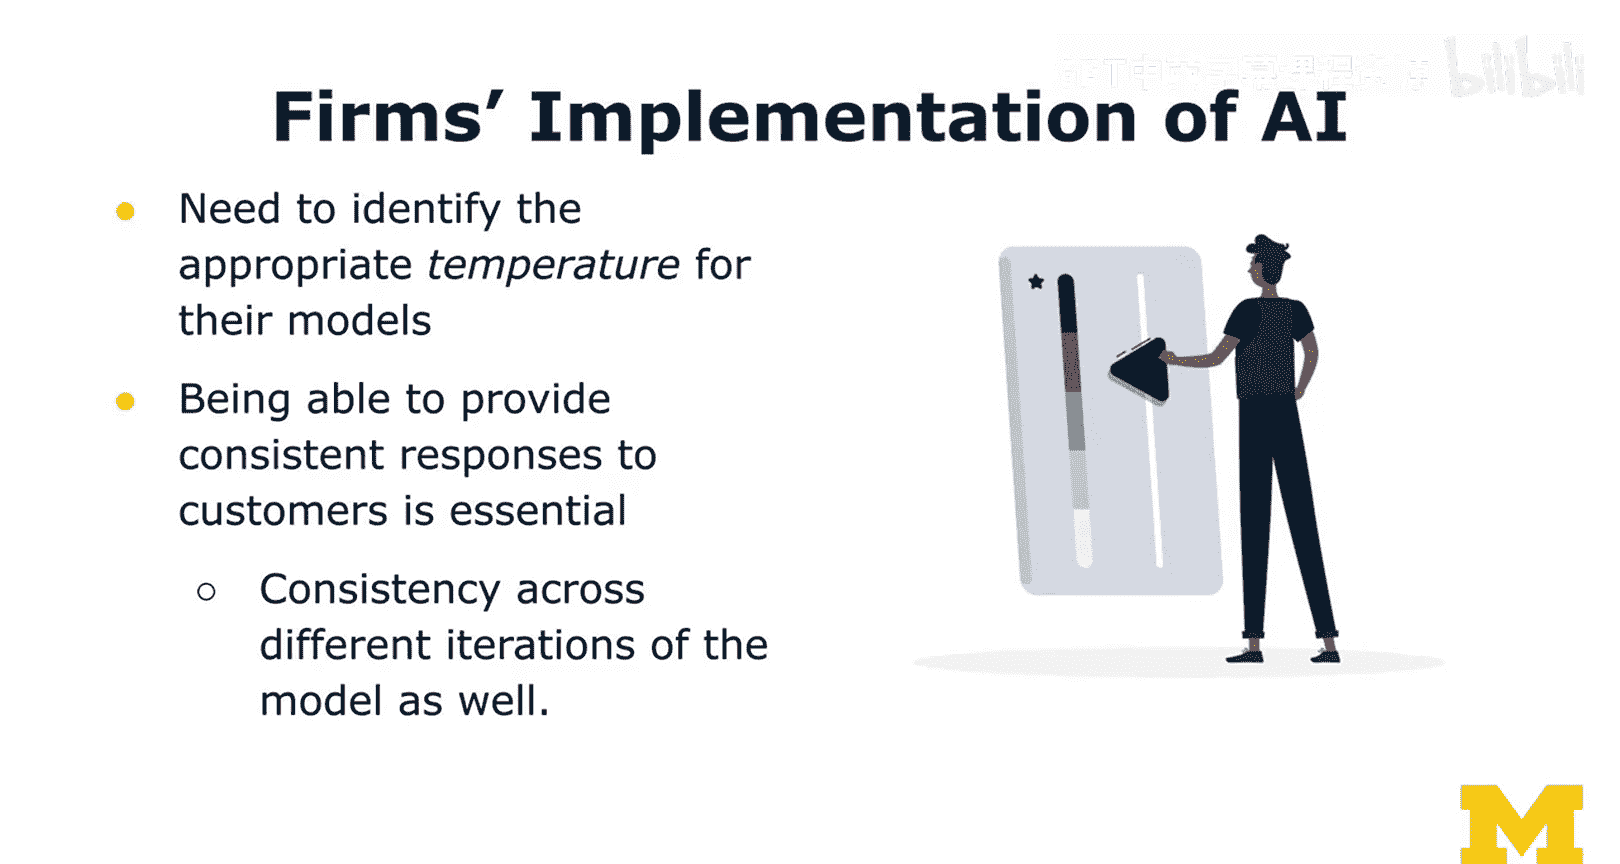 bilibili
Firms’ Implementation of AI
Need to identify the
appropriate temperature for
their models
Being able to provide
consistent responses to
customers is essential
Consistency across
different iterations of the
model as well.
M